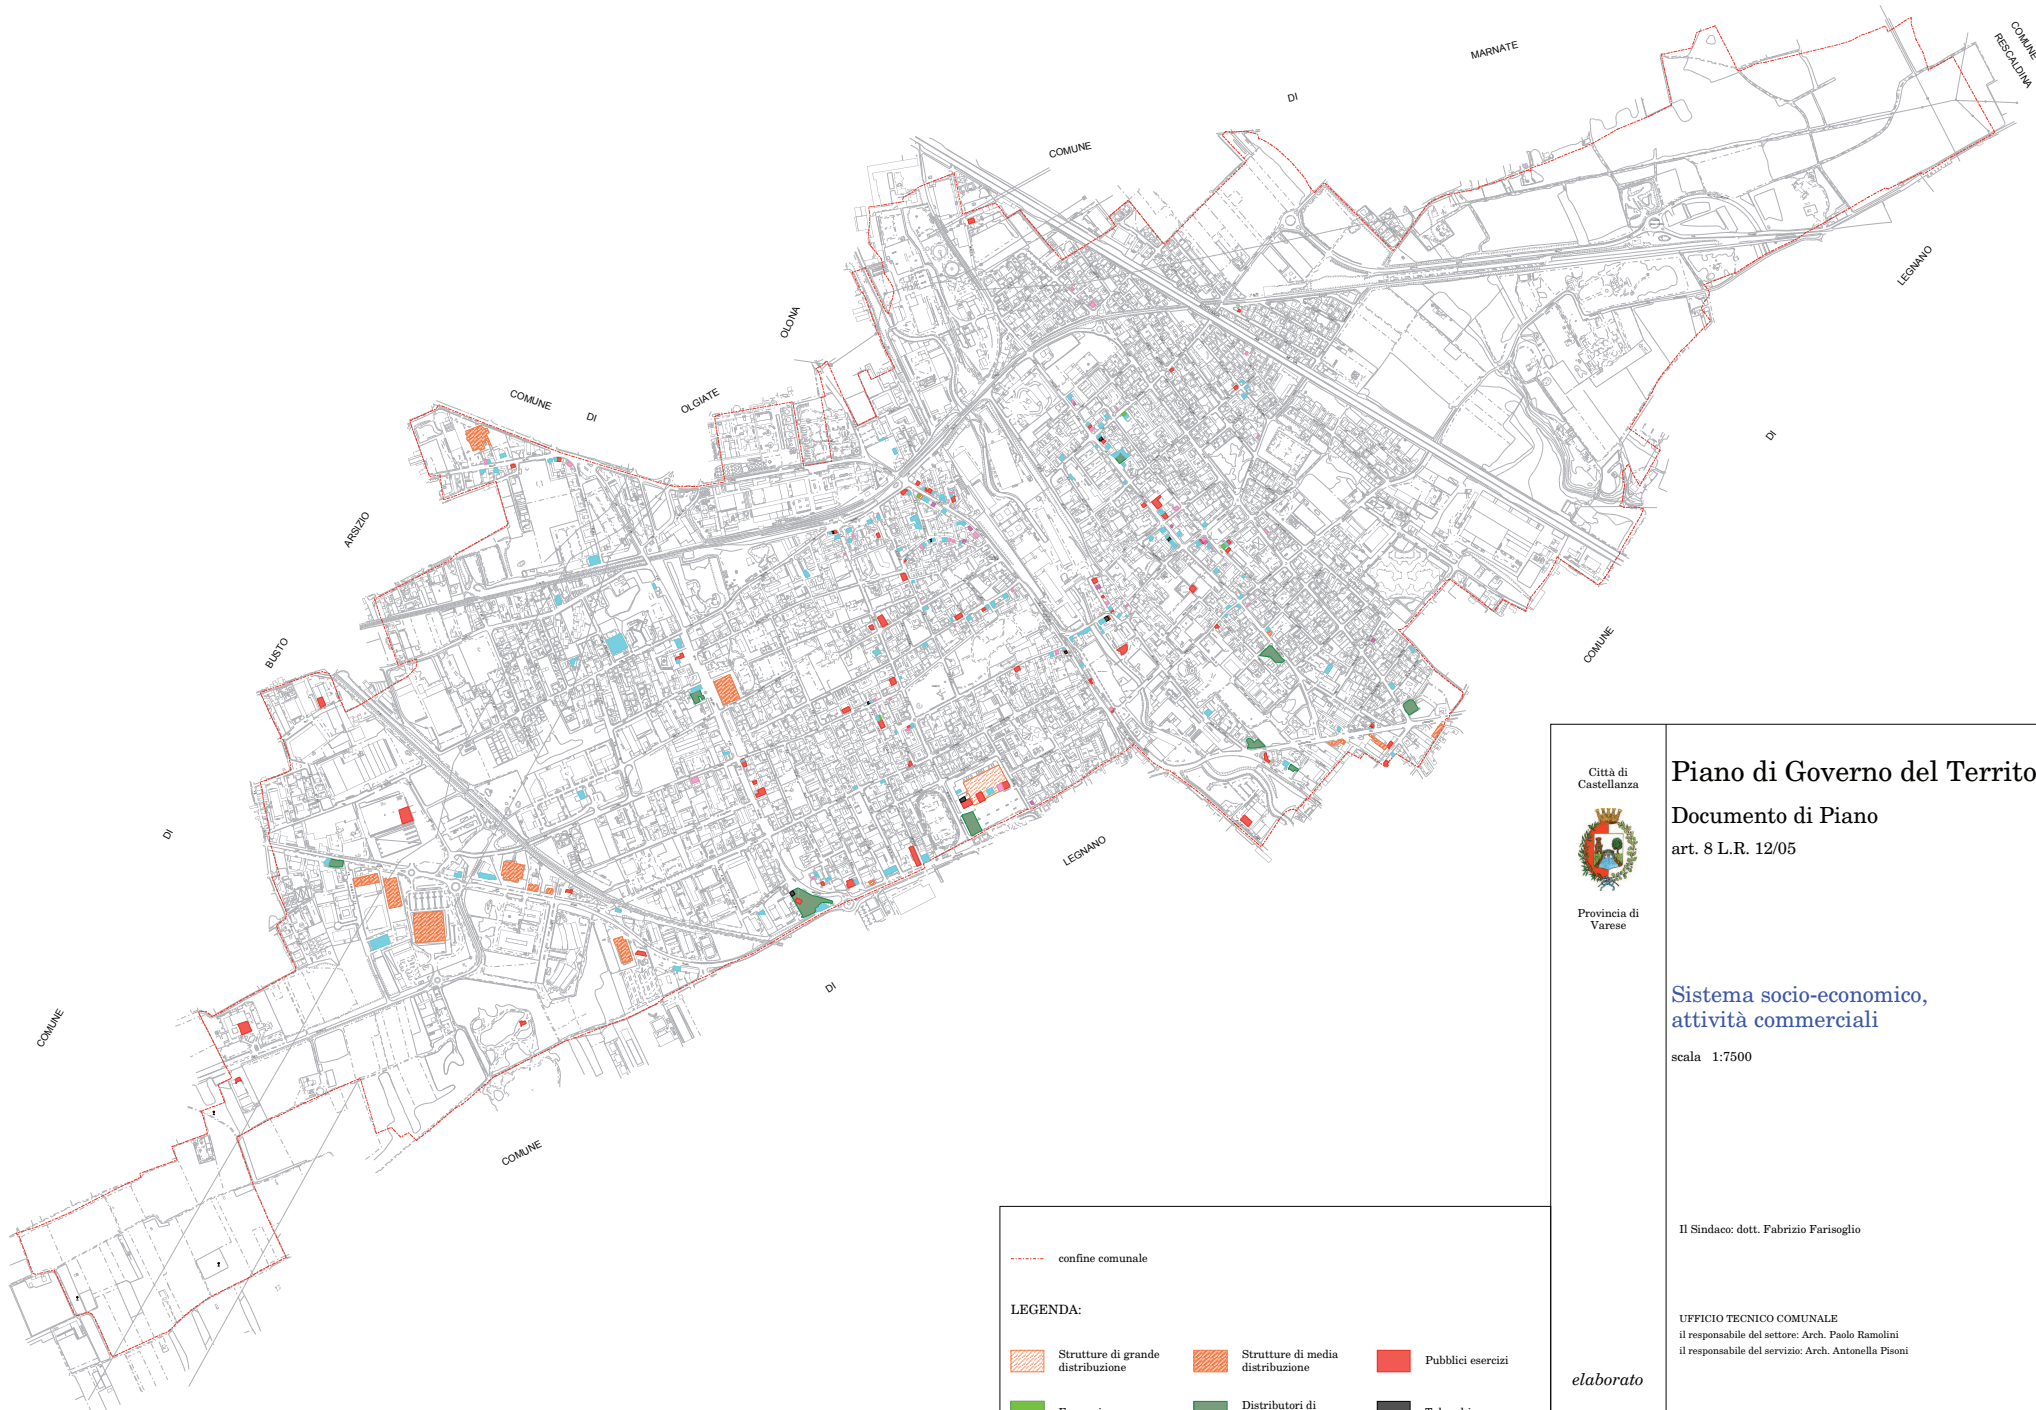 MARNATE
DI
COMUNE
COMUNE
RESCALDINA
LEGNANO
DI
COMUNE
OLONA
OLGIATE
DI
COMUNE
ARSIZIO
BUSTO
DI
COMUNE
LEGNANO
DI
COMUNE
Città di
Castellanza
Provincia di
Varese
elaborato
Piano di Governo del Territo
Documento di Piano
art. 8 L.R. 12/05
Sistema socio-economico,
attività commerciali
scala 1:7500
Il Sindaco: dott. Fabrizio Farisoglio
UFFICIO TECNICO COMUNALE
il responsabile del settore: Arch. Paolo Ramolini
il responsabile del servizio: Arch. Antonella Pisoni
confine comunale
LEGENDA:
Strutture di grande
distribuzione
Strutture di media
distribuzione
Pubblici esercizi
Distributori di